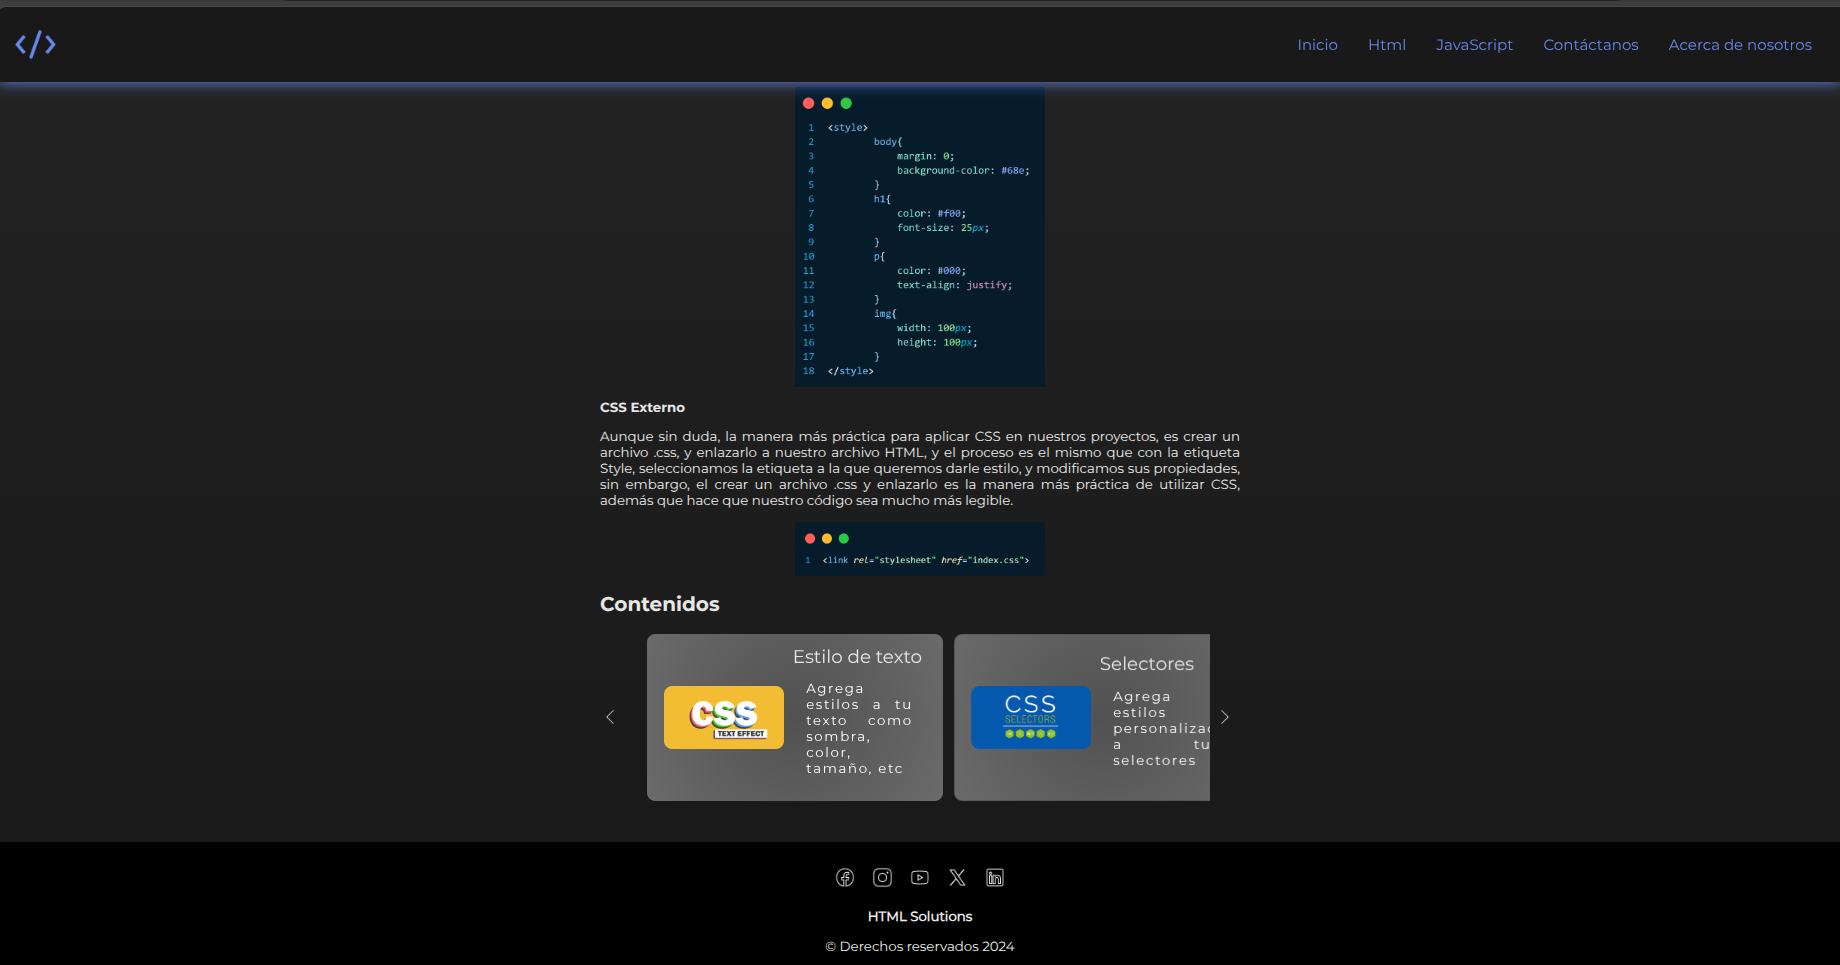 </>
Inicio Html JavaScript Contáctanos Acerca de nosotros
1 <style>
2 body{
3 margin: 0;
4 background-color: #68e;
5 }
6 h1{
7 color: #f00;
8 font-size: 25px;
9 }
10 p{
11 color: #000;
12 text-align: justify;
13 }
14 img{
15 width: 100px;
16 height: 100px;
17 }
18 </style>
CSS Externo
Aunque sin duda, la manera más práctica para aplicar CSS en nuestros proyectos, es crear un
archivo .css, y enlazarlo a nuestro archivo HTML, y el proceso es el mismo que con la etiqueta
Style, seleccionamos la etiqueta a la que queremos darle estilo, y modificamos sus propiedades,
sin embargo, el crear un archivo .css y enlazarlo es la manera más práctica de utilizar CSS,
además que hace que nuestro código sea mucho más legible.
1 <link rel="stylesheet" href="index.css">
Contenidos
Estilo de texto
CSS
TEXT EFFECT
Agrega
estilos a tu
texto como
sombra,
color,
tamaño, etc
Selectores
CSS
SELECTORS
Agrega
estilos
personalizad
a tu
selectores
HTML Solutions
© Derechos reservados 2024